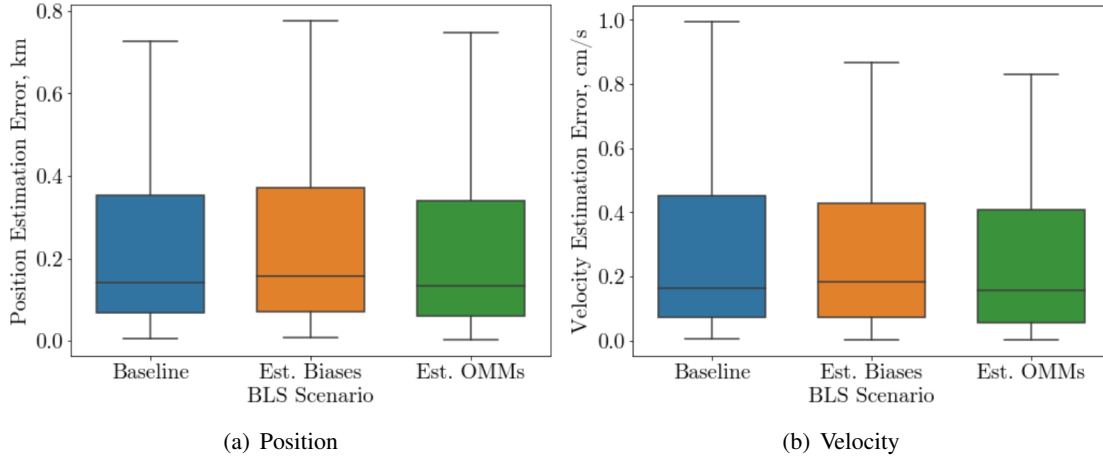 Position Estimation Error, km
0.8
0.6
0.4
0.2
0.0
Baseline Est. Biases Est. OMMs
BLS Scenario
(a) Position
Velocity Estimation Error, cm/s
1.0
0.8
0.6
0.4
0.2
0.0
Baseline Est. Biases Est. OMMs
BLS Scenario
(b) Velocity